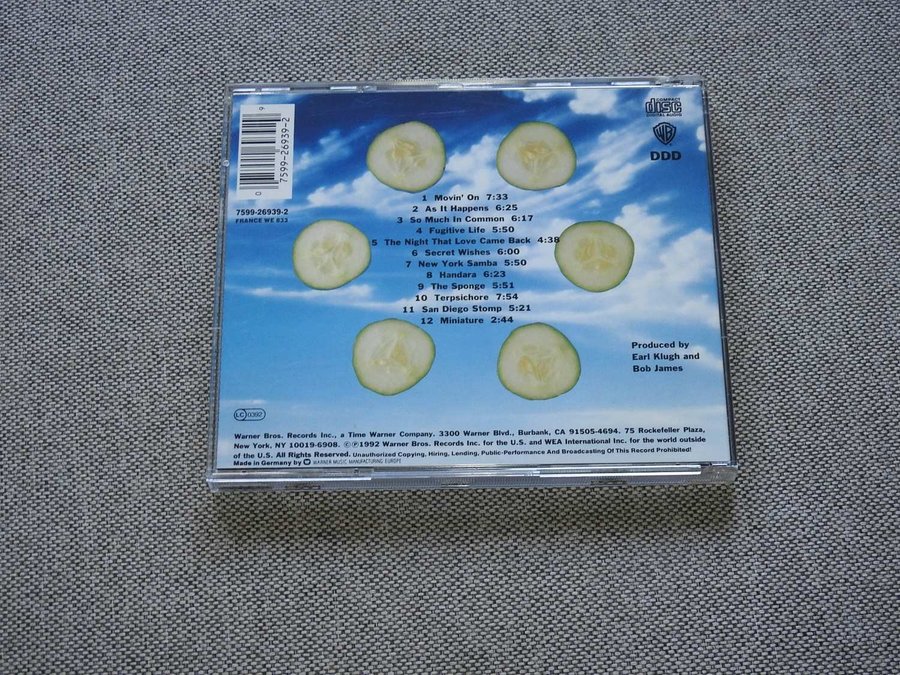 9
7599-26939-2
0
7599-26939-2
FRANCE WE 833
COMPACT
disc
DIGITAL AUDIO
WB
DDD
1 Movin' On 7:33
2 As It Happens 6:25
3 So Much In Common 6:17
4 Fugitive Life 5:50
5 The Night That Love Came Back 4:38
6 Secret Wishes 6:00
7 New York Samba 5:50
8 Handara 6:23
9 The Sponge 5:51
10 Terpsichore 7:54
11 San Diego Stomp 5:21
12 Miniature 2:44
Produced by
Earl Klugh and
Bob James
LC 0392
Warner Bros. Records Inc., a Time Warner Company. 3300 Warner Blvd., Burbank, CA 91505-4694. 75 Rockefeller Plaza,
New York, NY 10019-6908. ©℗1992 Warner Bros. Records Inc. for the U.S. and WEA International Inc. for the world outside
of the U.S. All Rights Reserved. Unauthorized Copying, Hiring, Lending, Public-Performance And Broadcasting Of This Record Prohibited!
Made in Germany by WARNER MUSIC MANUFACTURING EUROPE